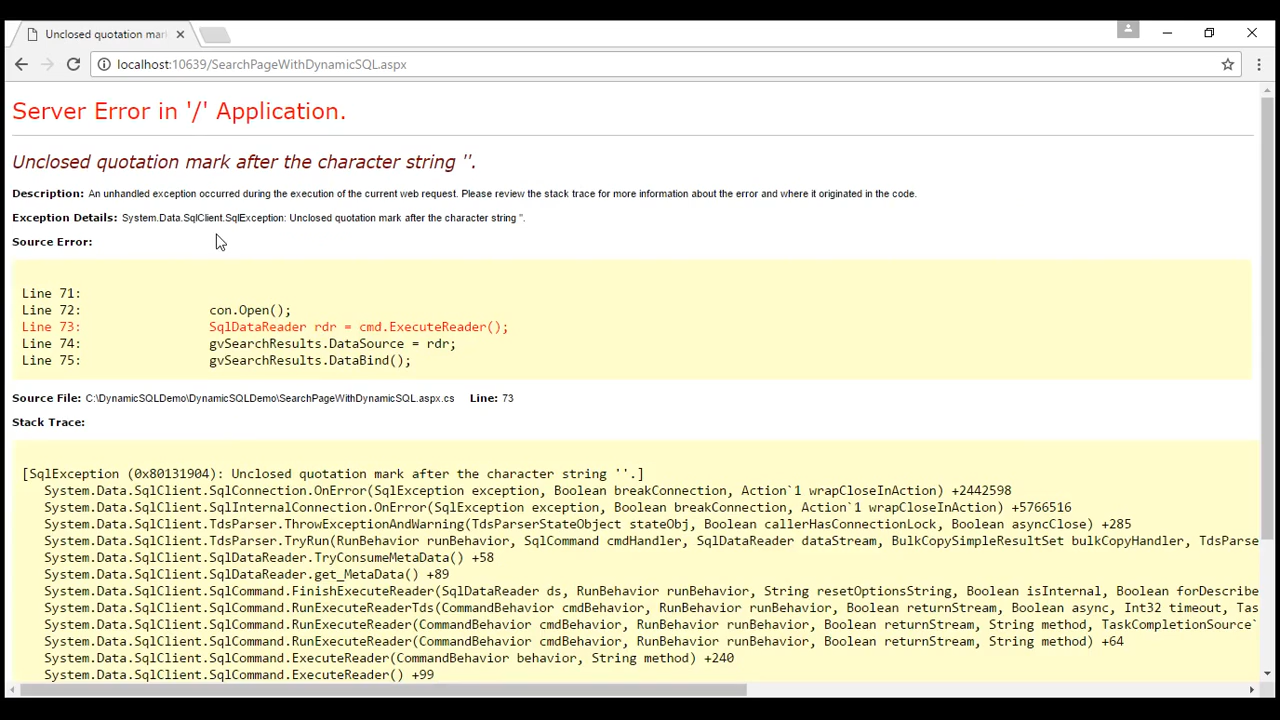 Unclosed quotation mar
localhost:10639/SearchPageWithDynamicSQL.aspx
Server Error in '/' Application.
Unclosed quotation mark after the character string ''.
Description: An unhandled exception occurred during the execution of the current web request. Please review the stack trace for more information about the error and where it originated in the code.
Exception Details: System.Data.SqlClient.SqlException: Unclosed quotation mark after the character string ''.
Source Error:
Line 71:
Line 72: con.Open();
Line 73: SqlDataReader rdr = cmd.ExecuteReader();
Line 74: gvSearchResults.DataSource = rdr;
Line 75: gvSearchResults.DataBind();
Source File: C:\DynamicSQLDemo\DynamicSQLDemo\SearchPageWithDynamicSQL.aspx.cs Line: 73
Stack Trace:
[SqlException (0x80131904): Unclosed quotation mark after the character string ''.]
System.Data.SqlClient.SqlConnection.OnError(SqlException exception, Boolean breakConnection, Action`1 wrapCloseInAction) +2442598
System.Data.SqlClient.SqlInternalConnection.OnError(SqlException exception, Boolean breakConnection, Action`1 wrapCloseInAction) +5766516
System.Data.SqlClient.TdsParser.ThrowExceptionAndWarning(TdsParserStateObject stateObj, Boolean callerHasConnectionLock, Boolean asyncClose) +285
System.Data.SqlClient.TdsParser.TryRun(RunBehavior runBehavior, SqlCommand cmdHandler, SqlDataReader dataStream, BulkCopySimpleResultSet bulkCopyHandler, TdsParse
System.Data.SqlClient.SqlDataReader.TryConsumeMetaData() +58
System.Data.SqlClient.SqlDataReader.get_MetaData() +89
System.Data.SqlClient.SqlCommand.FinishExecuteReader(SqlDataReader ds, RunBehavior runBehavior, String resetOptionsString, Boolean isInternal, Boolean forDescribe
System.Data.SqlClient.SqlCommand.RunExecuteReaderTds(CommandBehavior cmdBehavior, RunBehavior runBehavior, Boolean returnStream, Boolean async, Int32 timeout, Tas
System.Data.SqlClient.SqlCommand.RunExecuteReader(CommandBehavior cmdBehavior, RunBehavior runBehavior, Boolean returnStream, String method, TaskCompletionSource`
System.Data.SqlClient.SqlCommand.RunExecuteReader(CommandBehavior cmdBehavior, RunBehavior runBehavior, Boolean returnStream, String method) +64
System.Data.SqlClient.SqlCommand.ExecuteReader(CommandBehavior behavior, String method) +240
System.Data.SqlClient.SqlCommand.ExecuteReader() +99